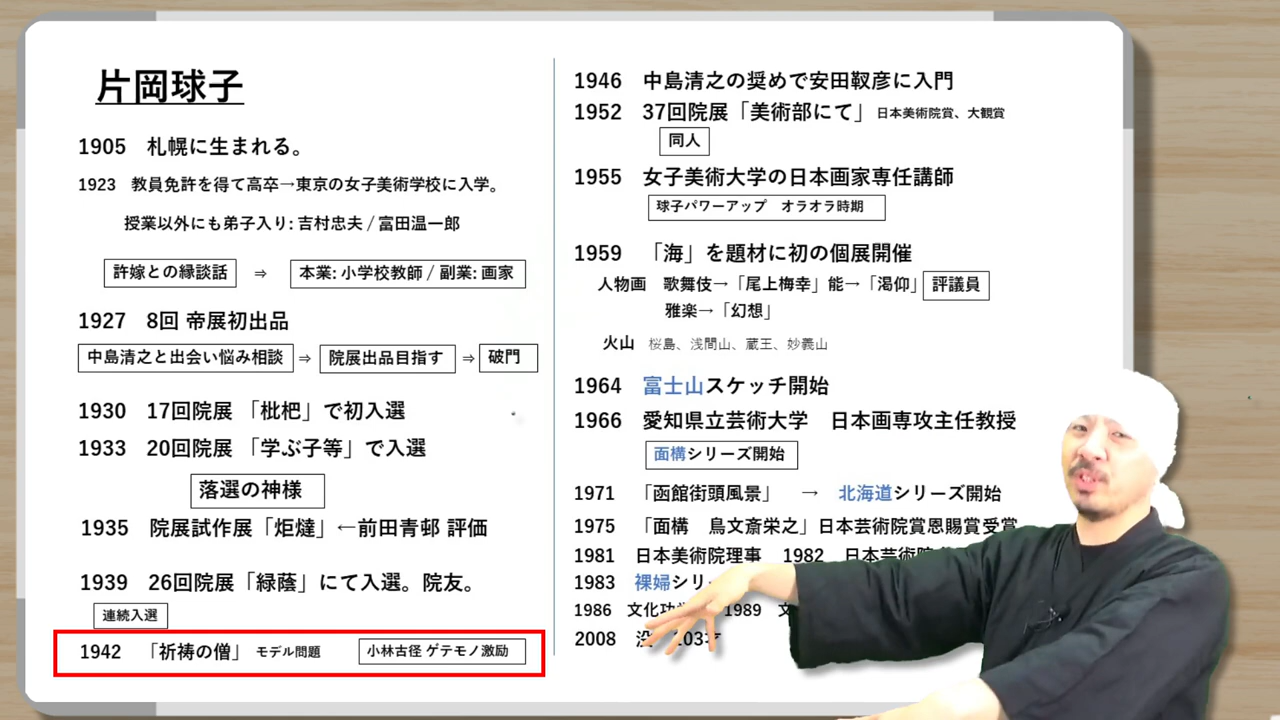 片岡球子
1905 札幌に生まれる。
1923 教員免許を得て高卒→東京の女子美術学校に入学。
授業以外にも弟子入り: 吉村忠夫 / 富田温一郎
許嫁との縁談話 ⇒ 本業: 小学校教師 / 副業: 画家
1927 8回 帝展初出品
中島清之と出会い悩み相談 ⇒ 院展出品目指す ⇒ 破門
1930 17回院展 「枇杷」で初入選
1933 20回院展 「学ぶ子等」で入選
落選の神様
1935 院展試作展「炬燵」←前田青邨 評価
1939 26回院展「緑蔭」にて入選。院友。
連続入選
1942 「祈祷の僧」 モデル問題 小林古径 ゲテモノ激励
1946 中島清之の奨めで安田靫彦に入門
1952 37回院展「美術部にて」 日本美術院賞、大観賞
同人
1955 女子美術大学の日本画家専任講師
球子パワーアップ オラオラ時期
1959 「海」を題材に初の個展開催
人物画 歌舞伎→「尾上梅幸」能→「渇仰」 評議員
雅楽→「幻想」
火山 桜島、浅間山、蔵王、妙義山
1964 富士山スケッチ開始
1966 愛知県立芸術大学 日本画専攻主任教授
面構シリーズ開始
1971 「函館街頭風景」 → 北海道シリーズ開始
1975 「面構 鳥文斎栄之」日本芸術院賞恩賜賞受賞
1981 日本美術院理事 1982 日本芸術院
1983 裸婦シリ
1986 文化功 1989 文
2008 没 103才